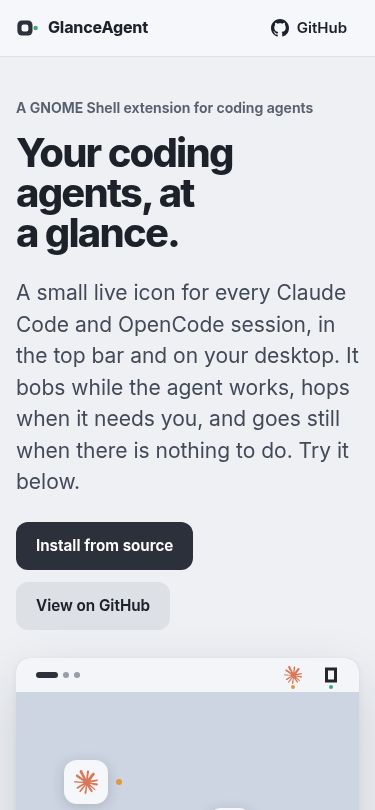 GlanceAgent
GitHub
A GNOME Shell extension for coding agents
Your coding
agents, at
a glance.
A small live icon for every Claude
Code and OpenCode session, in
the top bar and on your desktop. It
bobs while the agent works, hops
when it needs you, and goes still
when there is nothing to do. Try it
below.
Install from source
View on GitHub